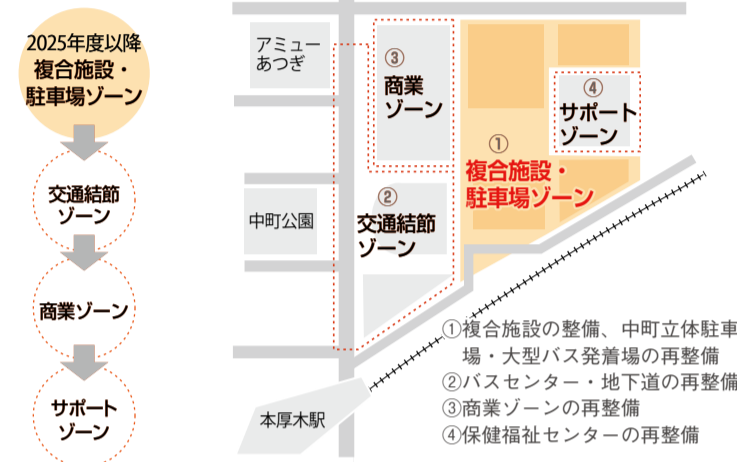 2025年度以降
複合施設・
駐車場ゾーン
交通結節
ゾーン
商業ゾーン
サポート
ゾーン
アミュー
あつぎ
③
商業
ゾーン
④
サポート
ゾーン
①
複合施設・
駐車場ゾーン
②
交通結節
ゾーン
中町公園
本厚木駅
①複合施設の整備、中町立体駐車
場・大型バス発着場の再整備
②バスセンター・地下道の再整備
③商業ゾーンの再整備
④保健福祉センターの再整備